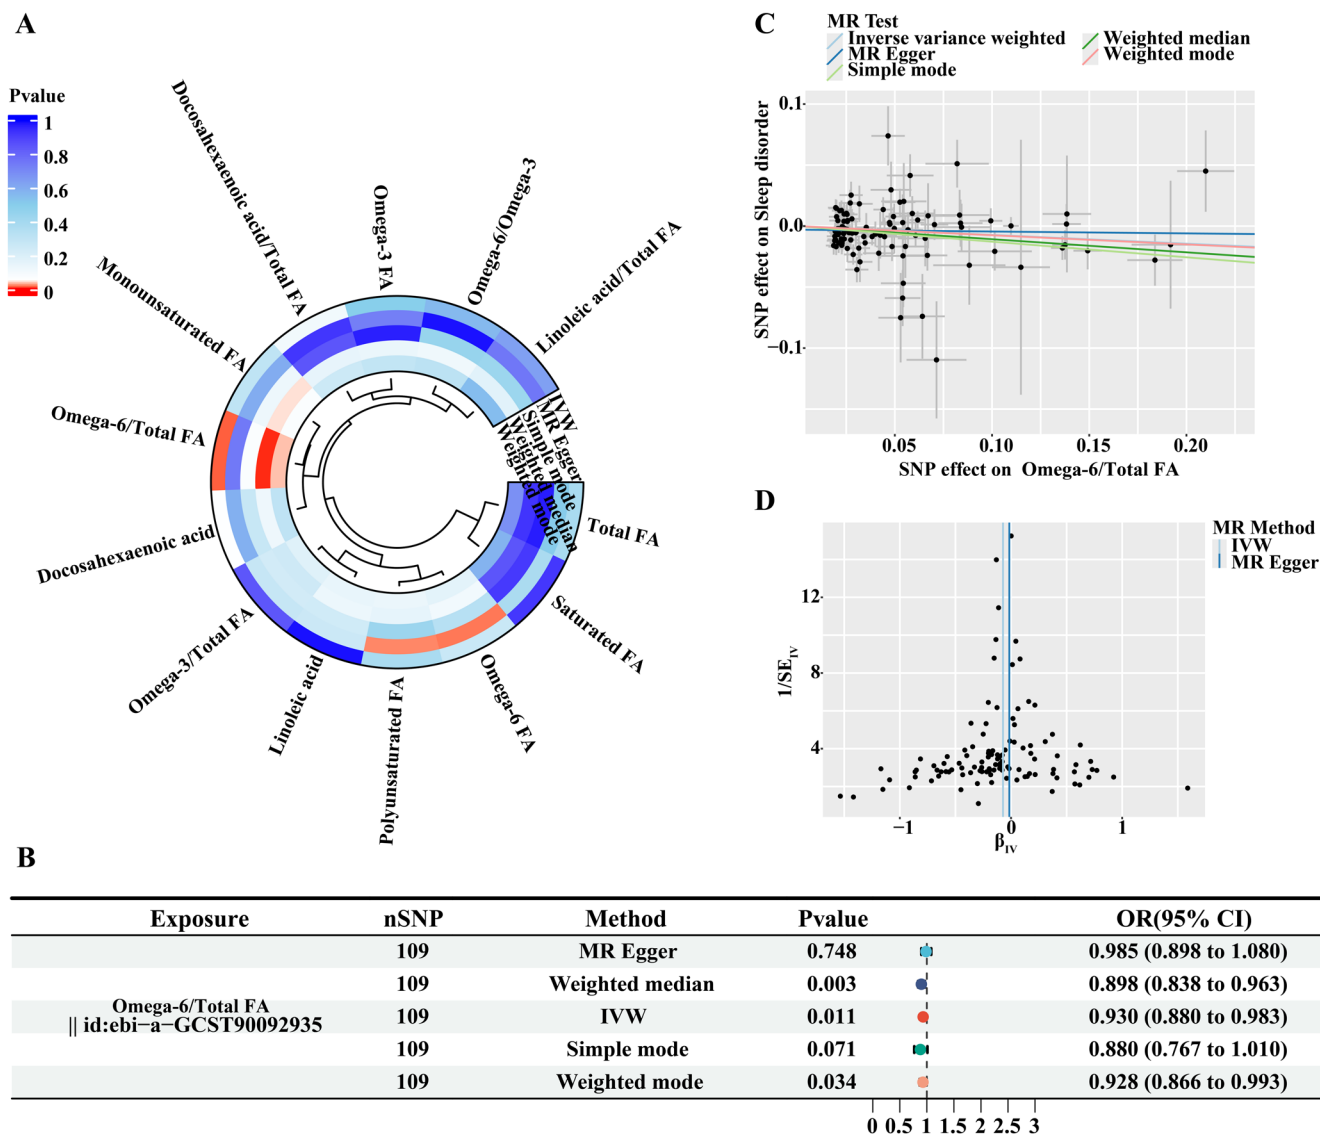 A
Pvalue
1
0.8
0.6
0.4
0.2
0
Docosahexaenoic acid/Total FA
Omega-3 FA
Omega-6/Omega-3
Linoleic acid/Total FA
Monounsaturated FA
Omega-6/Total FA
Docosahexaenoic acid
Omega-3/Total FA
Linoleic acid
Polyunsaturated FA
Omega-6 FA
Saturated FA
Total FA
IVW
MR Egger
Simple mode
Weighted median
Weighted mode
C
MR Test
Inverse variance weighted
MR Egger
Simple mode
Weighted median
Weighted mode
SNP effect on Sleep disorder
0.1
0.0
−0.1
0.05 0.10 0.15 0.20
SNP effect on Omega-6/Total FA
D
MR Method
IVW
MR Egger
1/SE_IV
12
8
4
−1 0 1
β_IV
B
Exposure nSNP Method Pvalue OR(95% CI)
109 MR Egger 0.748 0.985 (0.898 to 1.080)
109 Weighted median 0.003 0.898 (0.838 to 0.963)
Omega-6/Total FA
|| id:ebi−a−GCST90092935
109 IVW 0.011 0.930 (0.880 to 0.983)
109 Simple mode 0.071 0.880 (0.767 to 1.010)
109 Weighted mode 0.034 0.928 (0.866 to 0.993)
0 0.5 1 1.5 2 2.5 3